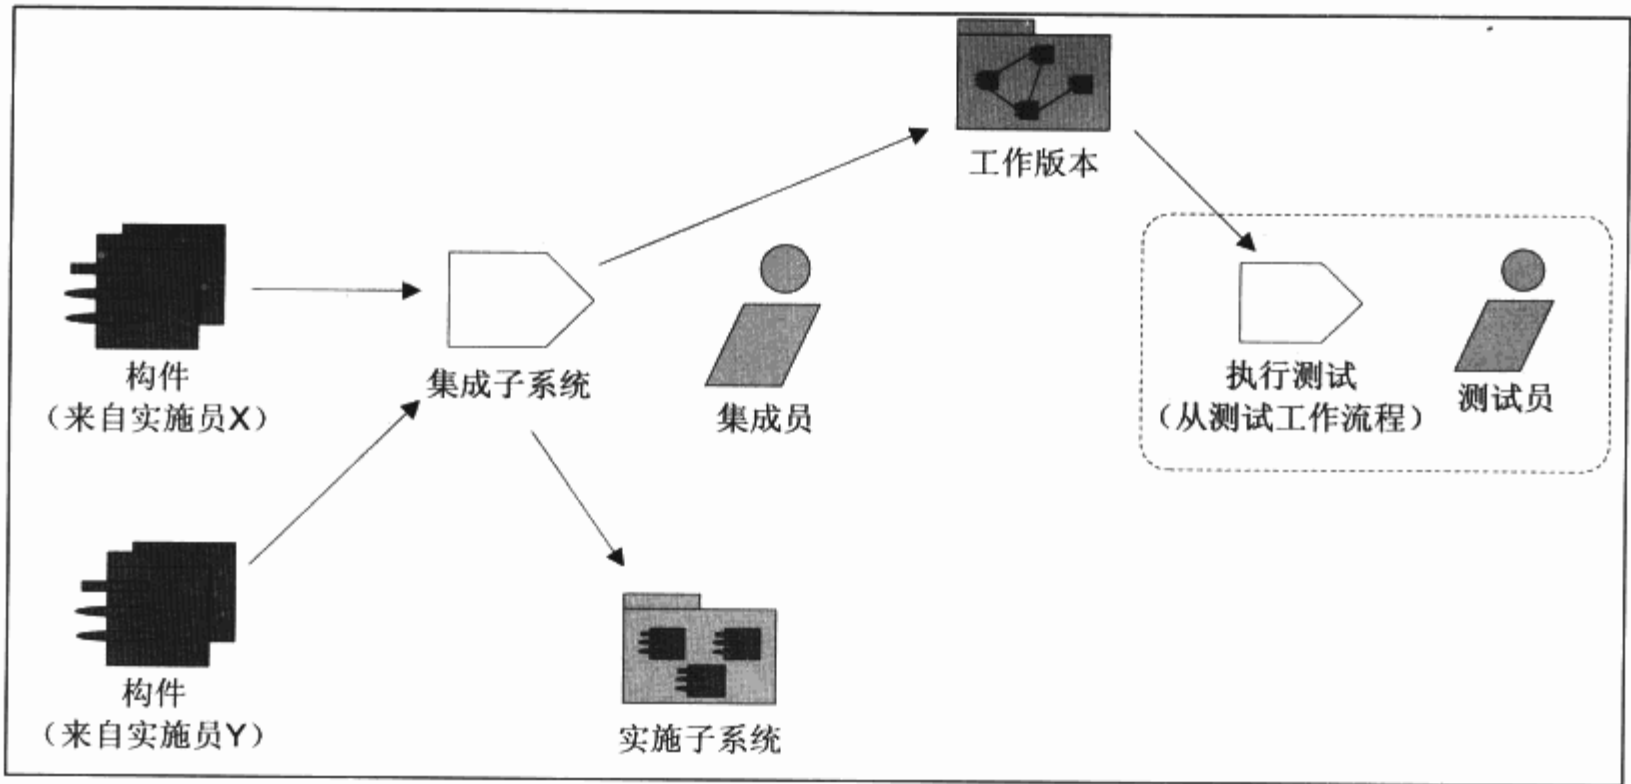 工作版本
构件
（来自实施员X）
集成子系统
集成员
执行测试
（从测试工作流程）
测试员
构件
（来自实施员Y）
实施子系统